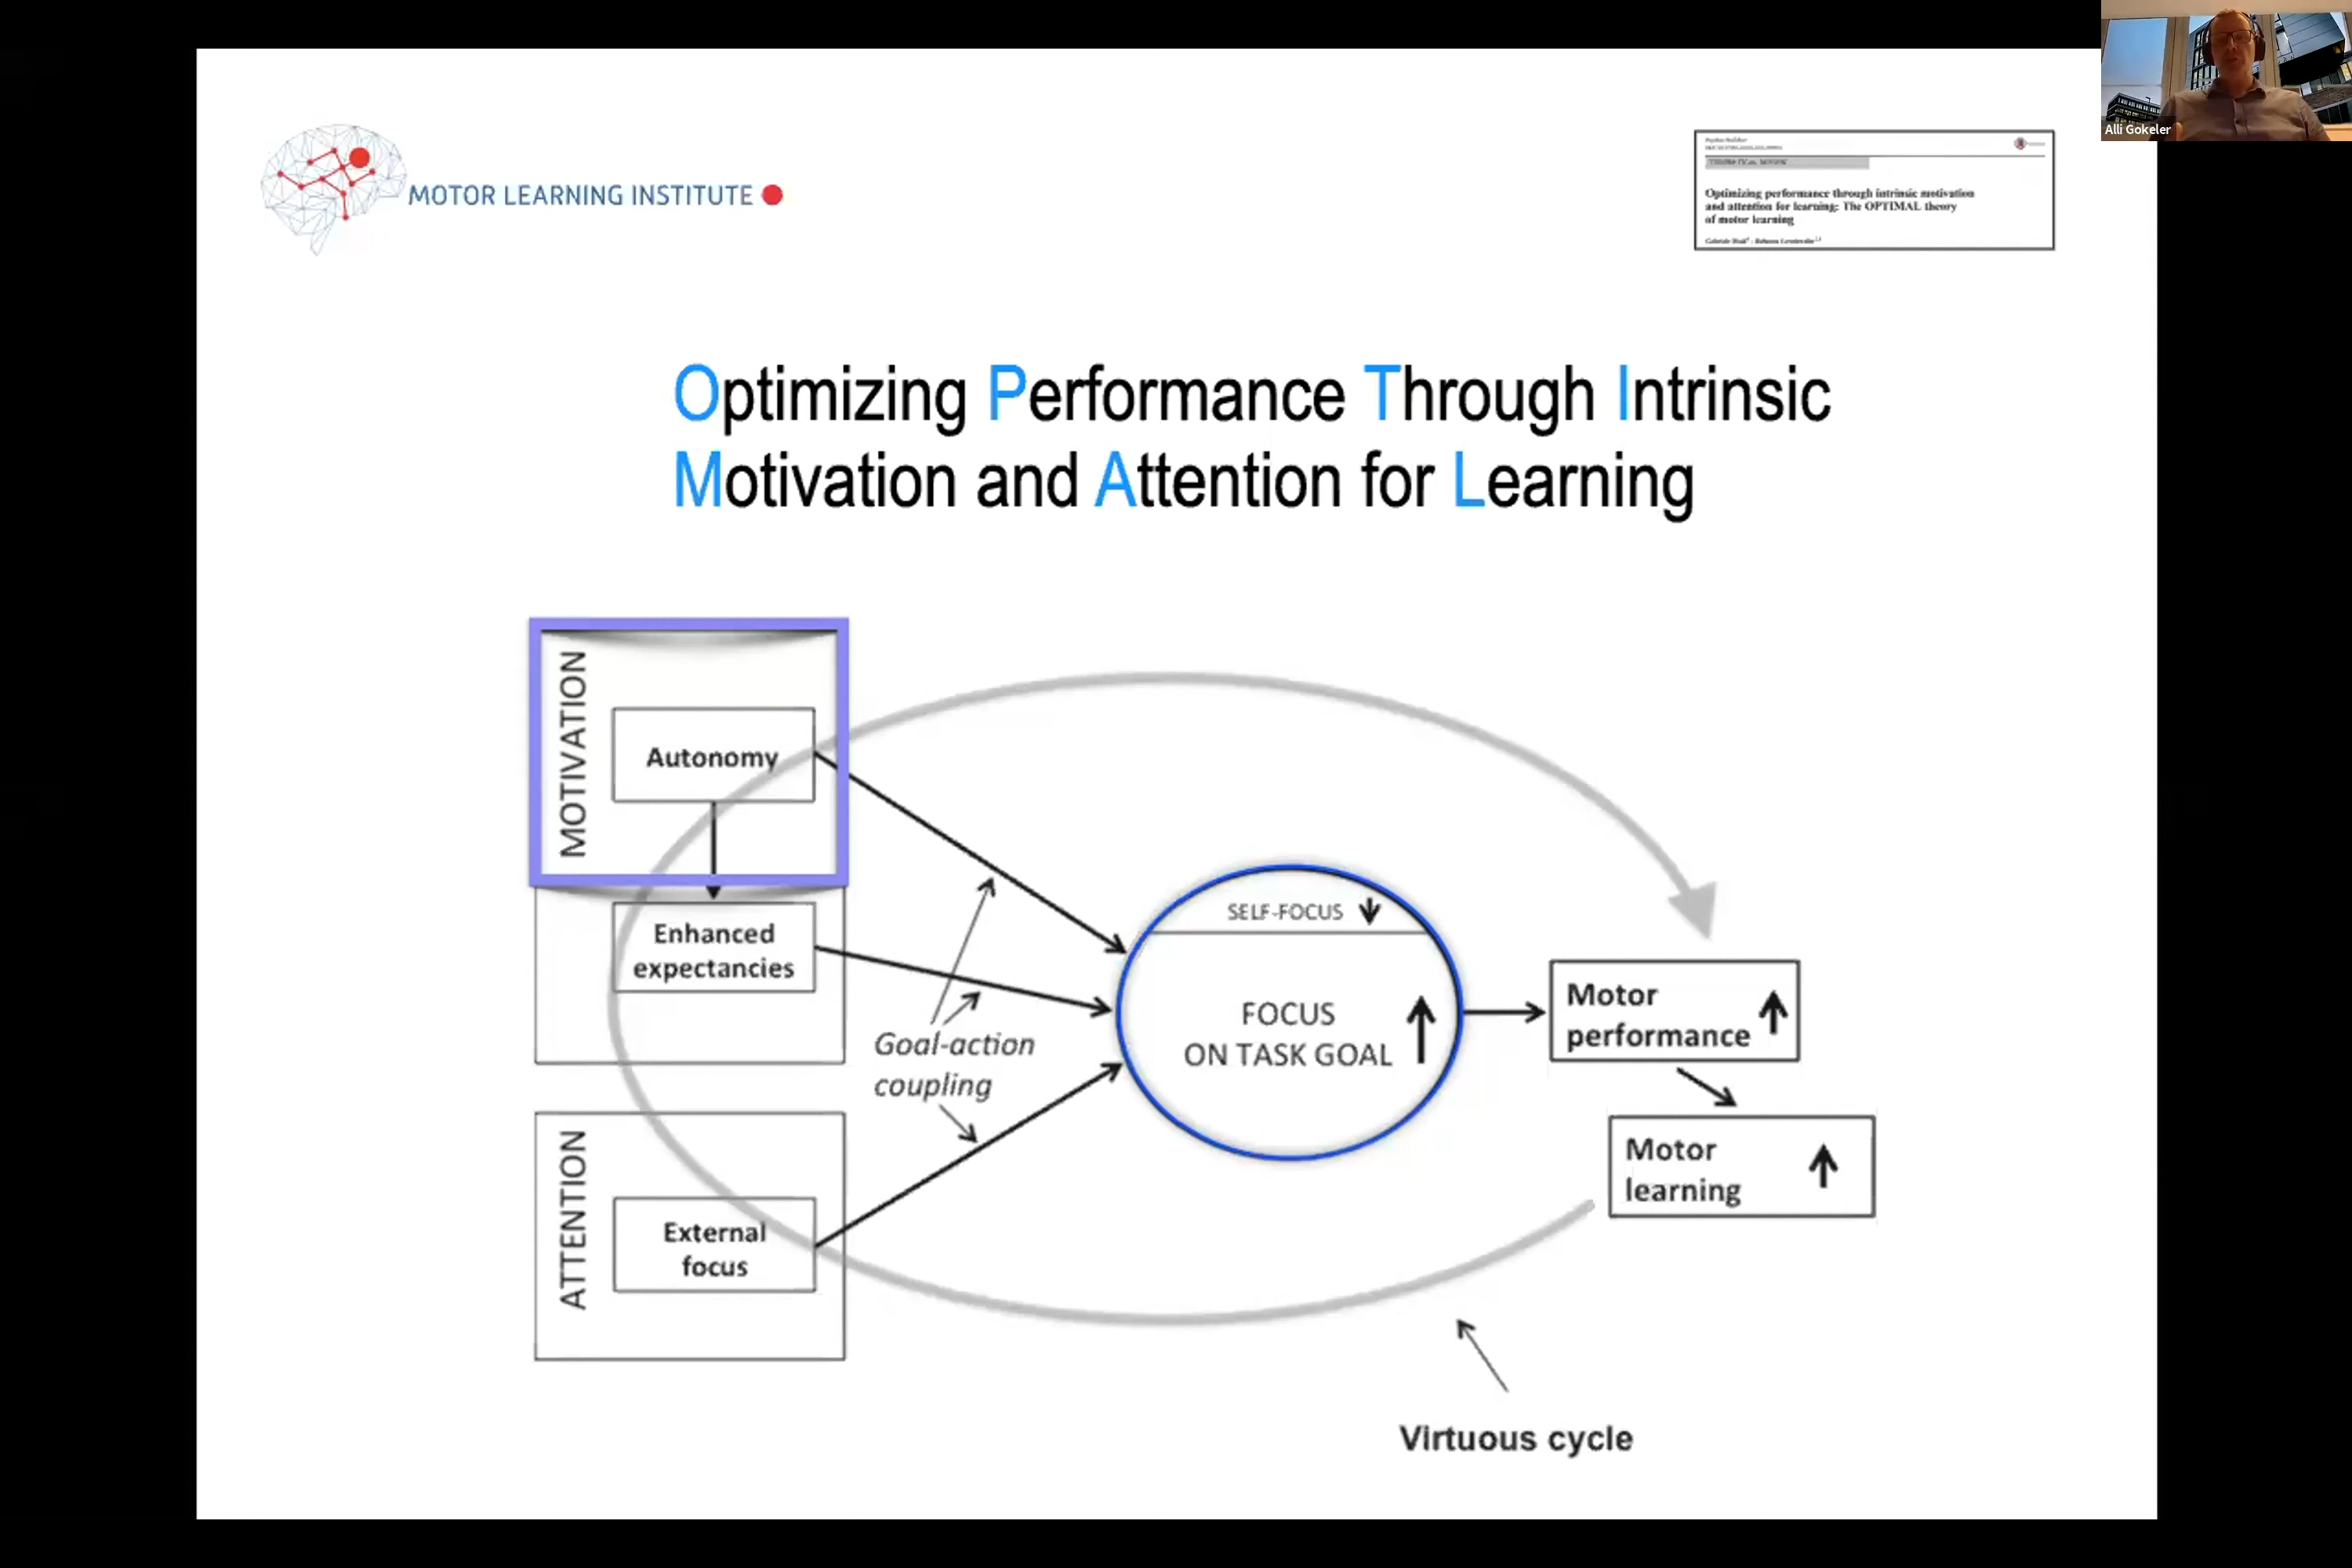 Alli Gokeler
MOTOR LEARNING INSTITUTE
Optimizing performance through intrinsic motivation
and attention for learning: The OPTIMAL theory
of motor learning
Optimizing Performance Through Intrinsic
Motivation and Attention for Learning
MOTIVATION
Autonomy
Enhanced
expectancies
Goal-action
coupling
SELF-FOCUS
FOCUS
ON TASK GOAL
Motor
performance
Motor
learning
ATTENTION
External
focus
Virtuous cycle